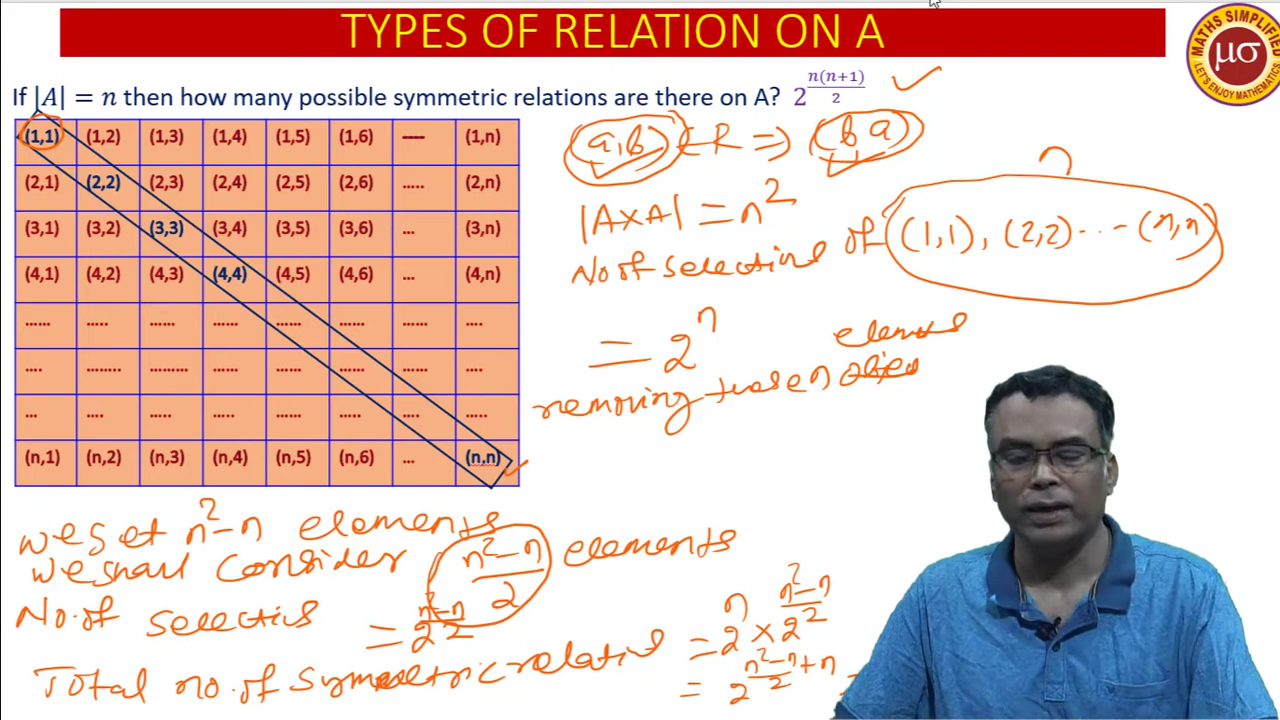 TYPES OF RELATION ON A
MATHS SIMPLIFIED
μσ
LET'S ENJOY MATHEMATICS
If |A| = n then how many possible symmetric relations are there on A? 2^(n(n+1)/2) ✓
(1,1) (1,2) (1,3) (1,4) (1,5) (1,6) ---- (1,n)
(2,1) (2,2) (2,3) (2,4) (2,5) (2,6) ..... (2,n)
(3,1) (3,2) (3,3) (3,4) (3,5) (3,6) ... (3,n)
(4,1) (4,2) (4,3) (4,4) (4,5) (4,6) ... (4,n)
...... ..... ...... ...... ...... ...... ...... ....
.... ........ ...... ...... ...... ...... ...... ....
... .... ..... ...... ...... ..... .... .....
(n,1) (n,2) (n,3) (n,4) (n,5) (n,6) ... (n,n)
(a,b) ∈ R ⇒ (b,a)
|A×A| = n²
No of selections of (1,1), (2,2) ... (n,n)
n
= 2^n
elements
removing these n
we get n²-n elements
we shall consider (n²-n)/2 elements
No. of selections = 2^((n²-n)/2)
Total no. of symmetric relations = 2^n × 2^((n²-n)/2)
= 2^((n²-n)/2 + n) =